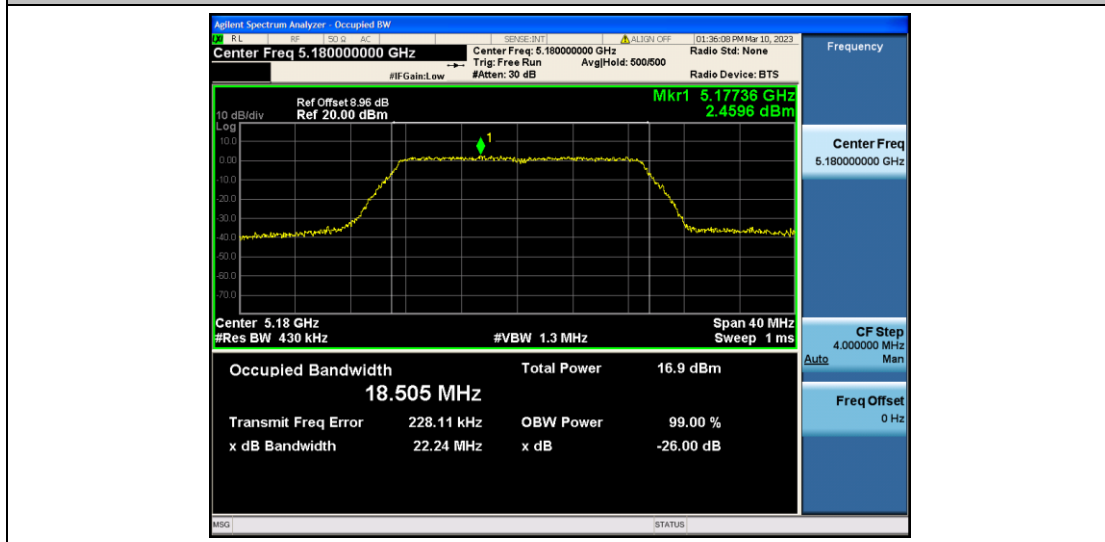 Agilent Spectrum Analyzer - Occupied BW
RL RF 50 Ω AC SENSE:INT ALIGN OFF 01:36:08 PM Mar 10, 2023
Center Freq 5.180000000 GHz Center Freq: 5.180000000 GHz Radio Std: None
Trig: Free Run Avg|Hold: 500/500
#IFGain:Low #Atten: 30 dB Radio Device: BTS
Frequency
Mkr1 5.17736 GHz
2.4596 dBm
Ref Offset 8.96 dB
10 dB/div Ref 20.00 dBm
Log
10.0
0.00
-10.0
-20.0
-30.0
-40.0
-50.0
-60.0
-70.0
1
Center 5.18 GHz Span 40 MHz
#Res BW 430 kHz #VBW 1.3 MHz Sweep 1 ms
Occupied Bandwidth Total Power 16.9 dBm
18.505 MHz
Transmit Freq Error 228.11 kHz OBW Power 99.00 %
x dB Bandwidth 22.24 MHz x dB -26.00 dB
Center Freq
5.180000000 GHz
CF Step
4.000000 MHz
Auto Man
Freq Offset
0 Hz
MSG STATUS